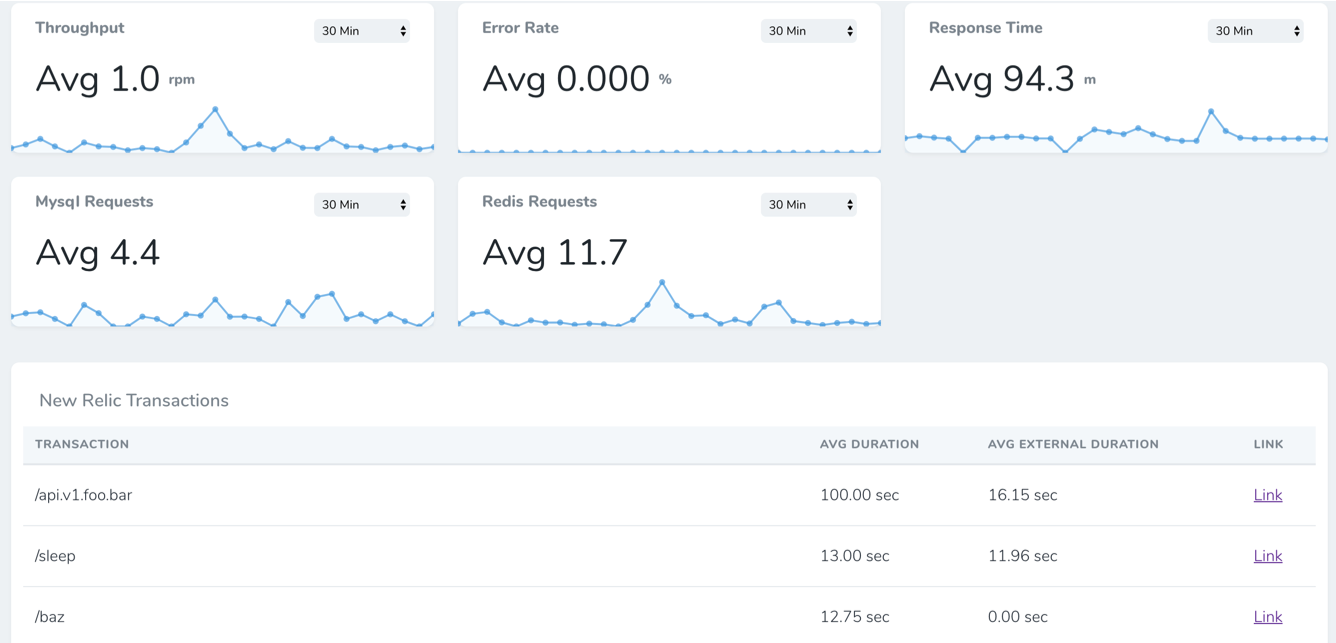 Throughput 30 Min
Avg 1.0 rpm
Error Rate 30 Min
Avg 0.000 %
Response Time 30 Min
Avg 94.3 m
Mysql Requests 30 Min
Avg 4.4
Redis Requests 30 Min
Avg 11.7
New Relic Transactions
TRANSACTION AVG DURATION AVG EXTERNAL DURATION LINK
/api.v1.foo.bar 100.00 sec 16.15 sec Link
/sleep 13.00 sec 11.96 sec Link
/baz 12.75 sec 0.00 sec Link